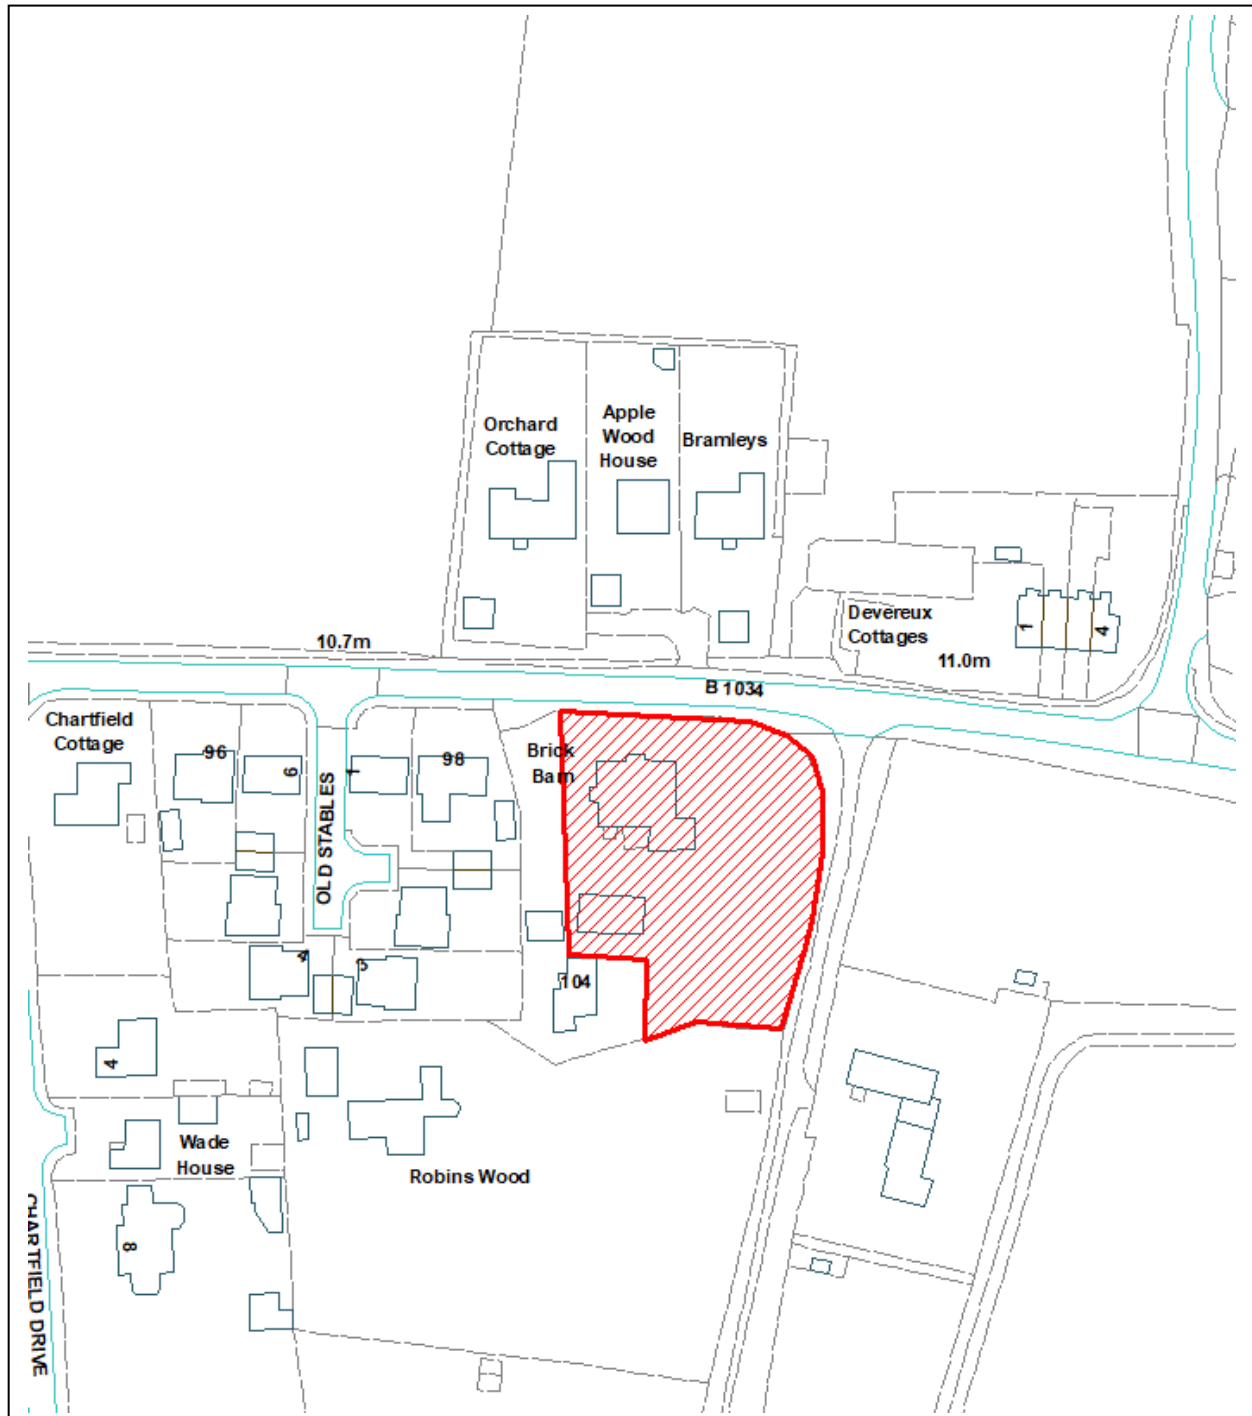 Orchard
Cottage
Apple
Wood
House
Bramleys
Devereux
Cottages
1
4
10.7m
11.0m
B 1034
Chartfield
Cottage
96
6
OLD STABLES
1
98
Brick
Barn
4
3
104
4
Wade
House
Robins Wood
8
CHARTFIELD DRIVE